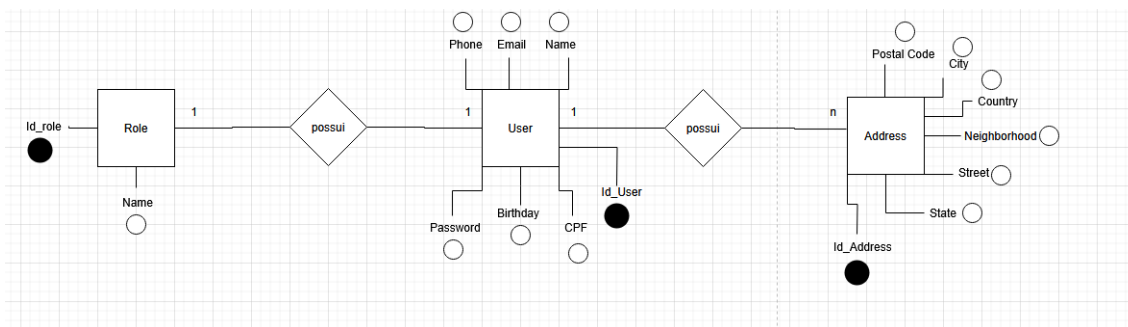 Phone
Email
Name
Postal Code
City
Country
Id_role
Role
1
possui
1
User
1
possui
n
Address
Neighborhood
Street
Name
Password
Birthday
CPF
Id_User
State
Id_Address